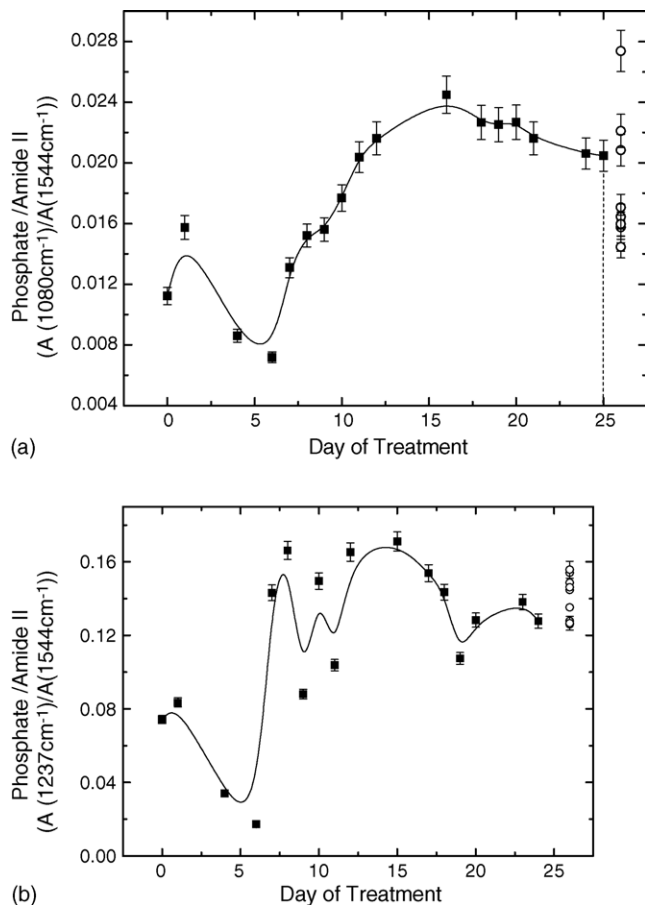 0.028
0.024
0.020
0.016
0.012
0.008
0.004
Phosphate /Amide II
(A (1080cm⁻¹)/A(1544cm⁻¹))
0 5 10 15 20 25
Day of Treatment
(a)
0.16
0.12
0.08
0.04
0.00
Phosphate /Amide II
(A (1237cm⁻¹)/A(1544cm⁻¹))
0 5 10 15 20 25
Day of Treatment
(b)